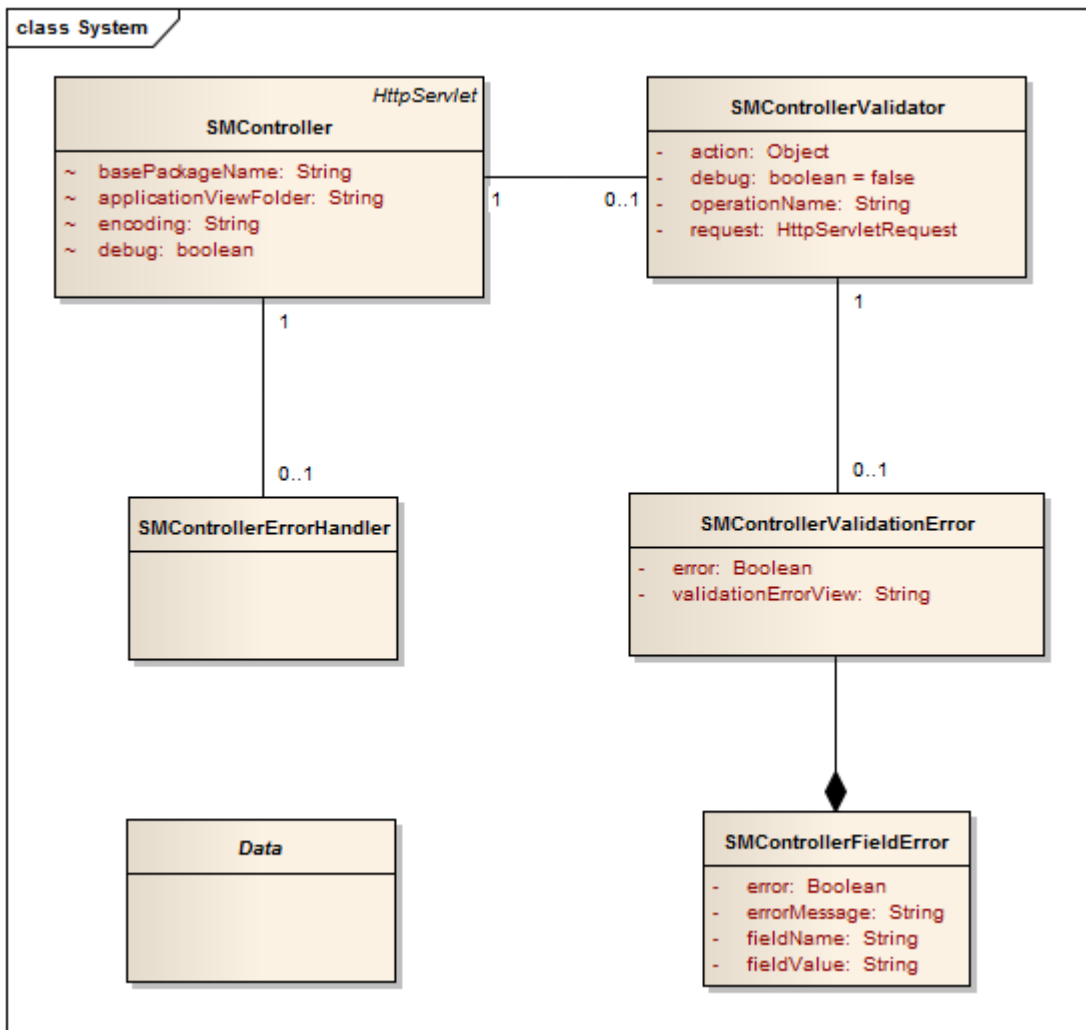 class System
HttpServlet
SMController
~ basePackageName: String
~ applicationViewFolder: String
~ encoding: String
~ debug: boolean
SMControllerValidator
- action: Object
- debug: boolean = false
- operationName: String
- request: HttpServletRequest
1
0..1
1
1
0..1
0..1
SMControllerErrorHandler
SMControllerValidationError
- error: Boolean
- validationErrorView: String
Data
SMControllerFieldError
- error: Boolean
- errorMessage: String
- fieldName: String
- fieldValue: String